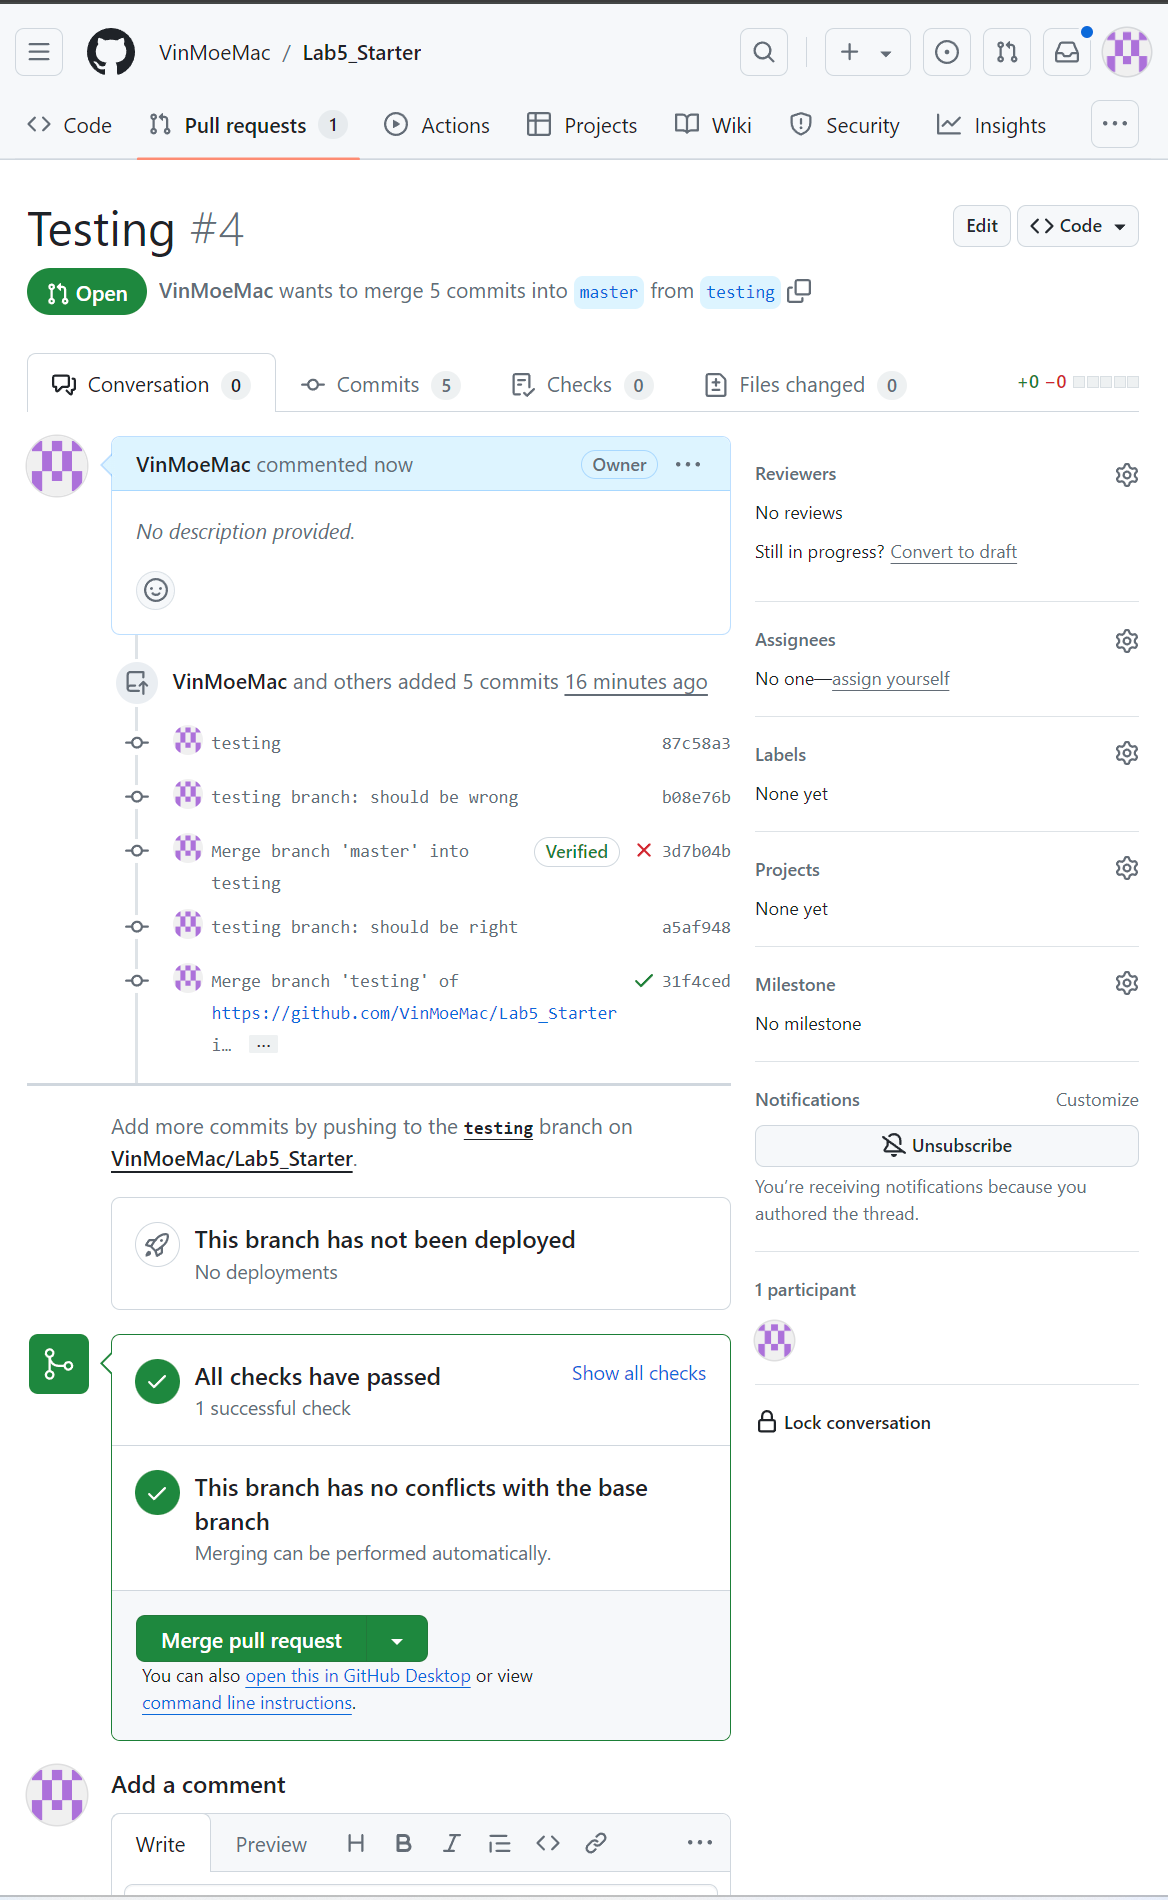 VinMoeMac / Lab5_Starter
Code
Pull requests 1
Actions
Projects
Wiki
Security
Insights
Testing #4
Edit
Code
Open
VinMoeMac wants to merge 5 commits into master from testing
Conversation 0
Commits 5
Checks 0
Files changed 0
+0 −0
VinMoeMac commented now
Owner
No description provided.
VinMoeMac and others added 5 commits 16 minutes ago
testing 87c58a3
testing branch: should be wrong b08e76b
Merge branch 'master' into Verified 3d7b04b
testing
testing branch: should be right a5af948
Merge branch 'testing' of 31f4ced
https://github.com/VinMoeMac/Lab5_Starter
i… …
Add more commits by pushing to the testing branch on
VinMoeMac/Lab5_Starter.
This branch has not been deployed
No deployments
All checks have passed
Show all checks
1 successful check
This branch has no conflicts with the base
branch
Merging can be performed automatically.
Merge pull request
You can also open this in GitHub Desktop or view
command line instructions.
Add a comment
Write
Preview
H B I
Reviewers
No reviews
Still in progress? Convert to draft
Assignees
No one—assign yourself
Labels
None yet
Projects
None yet
Milestone
No milestone
Notifications
Customize
Unsubscribe
You’re receiving notifications because you
authored the thread.
1 participant
Lock conversation